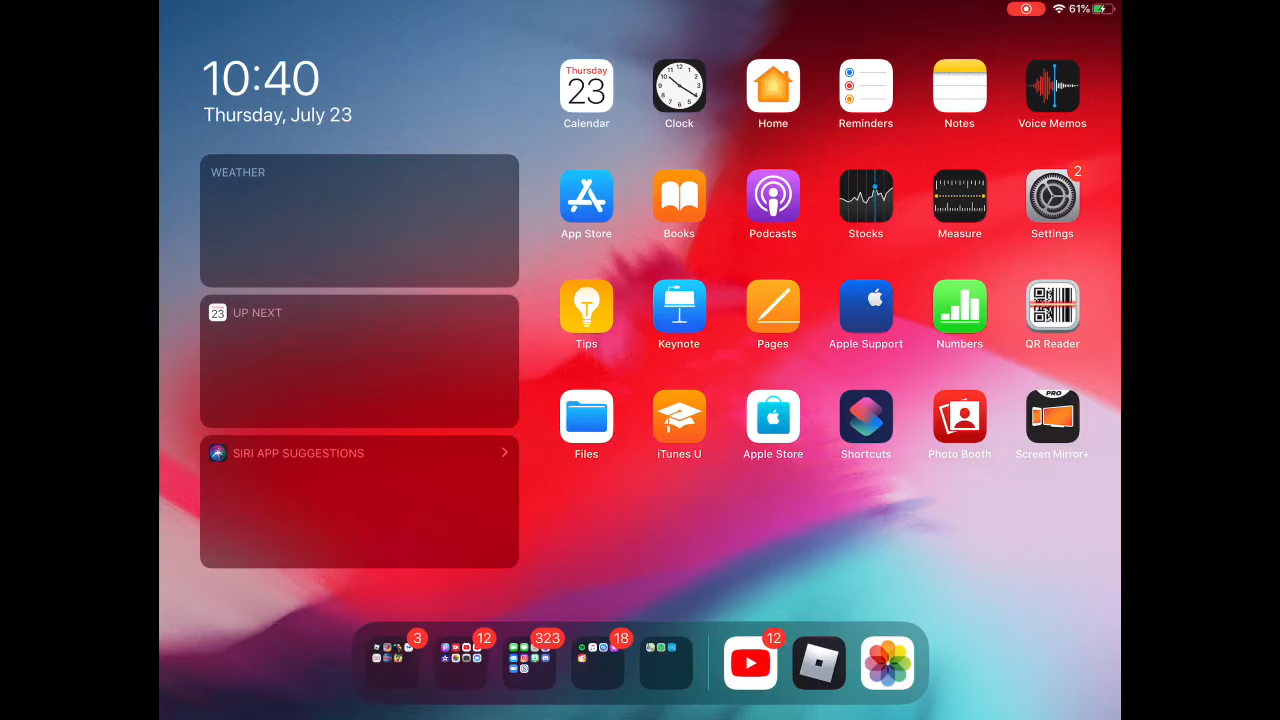 61%
10:40
Thursday, July 23
WEATHER
23 UP NEXT
SIRI APP SUGGESTIONS
Thursday
23
Calendar
Clock
Home
Reminders
Notes
Voice Memos
2
App Store
Books
Podcasts
Stocks
Measure
Settings
Tips
Keynote
Pages
Apple Support
Numbers
QR Reader
PRO
Files
iTunes U
Apple Store
Shortcuts
Photo Booth
Screen Mirror+
3
12
323
18
12